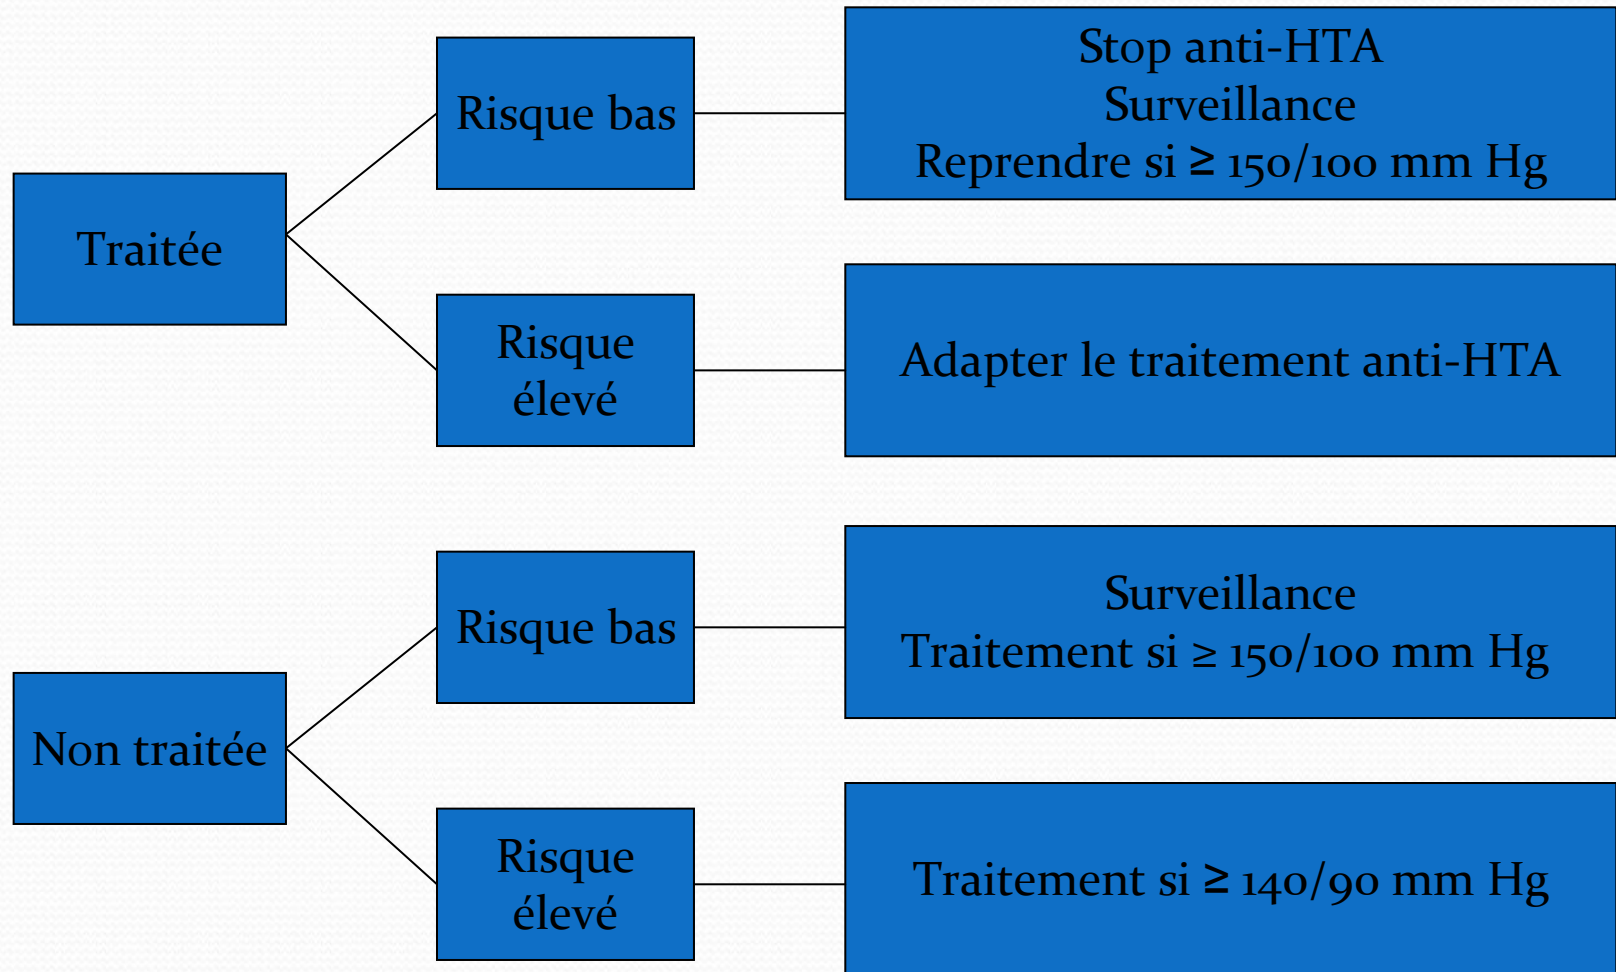 Traitée
Risque bas
Stop anti-HTA
Surveillance
Reprendre si ≥ 150/100 mm Hg
Risque
élevé
Adapter le traitement anti-HTA
Non traitée
Risque bas
Surveillance
Traitement si ≥ 150/100 mm Hg
Risque
élevé
Traitement si ≥ 140/90 mm Hg